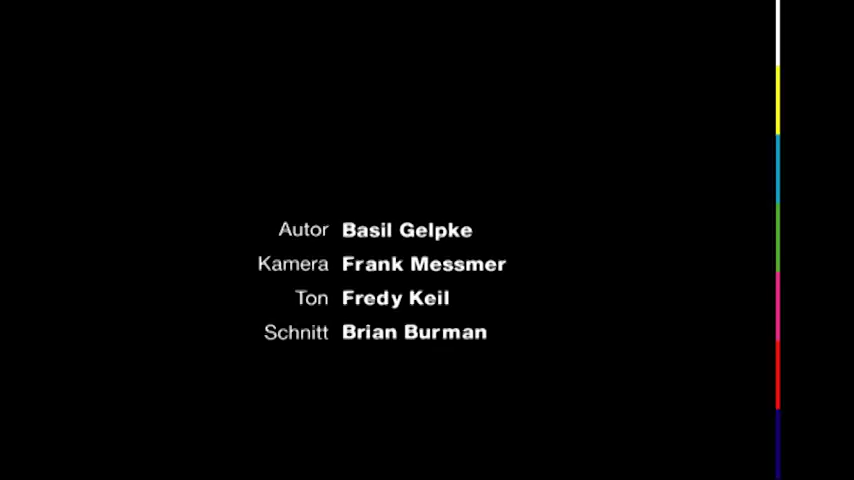 Autor Basil Gelpke
Kamera Frank Messmer
Ton Fredy Keil
Schnitt Brian Burman